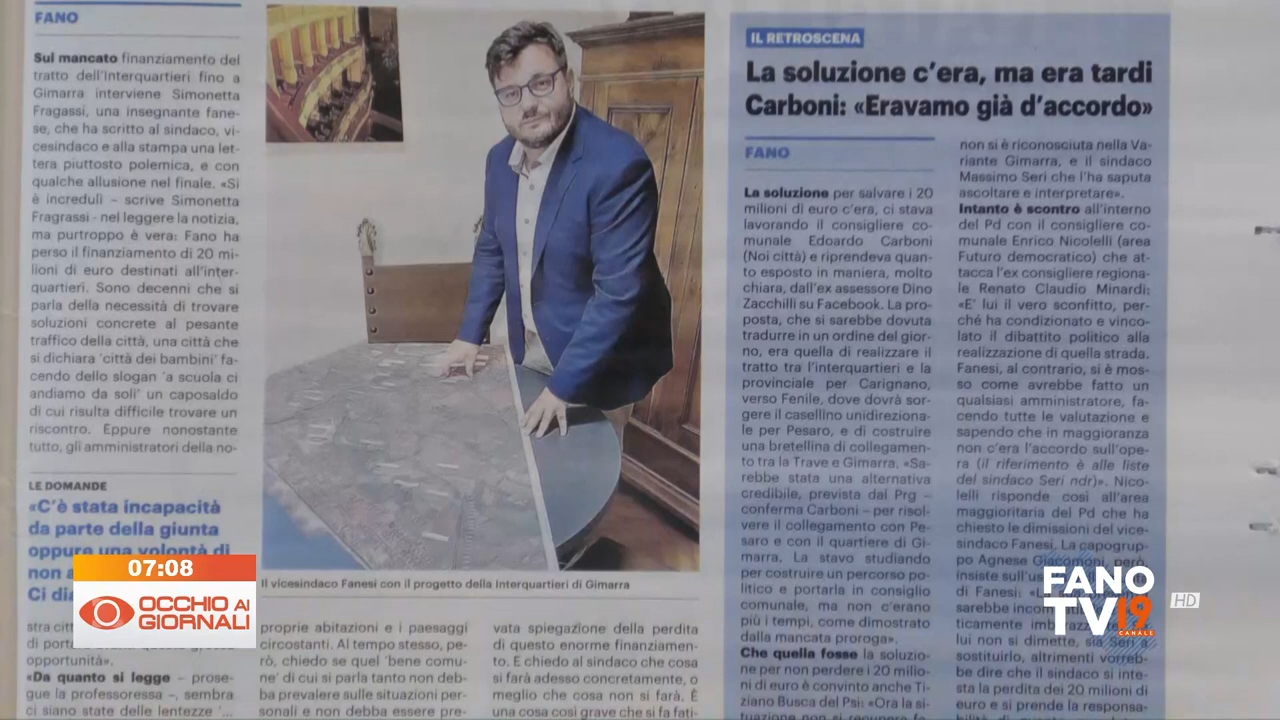 FANO
Sul mancato finanziamento del
tratto dell'Interquartieri fino a
Gimarra interviene Simonetta
Fragassi, una insegnante fane-
se, che ha scritto al sindaco, vi-
cesindaco e alla stampa una let-
tera piuttosto polemica, e con
qualche allusione nel finale. «Si
è increduli – scrive Simonetta
Fragrassi - nel leggere la notizia,
ma purtroppo è vera: Fano ha
perso il finanziamento di 20 mi-
lioni di euro destinati all'inter-
quartieri. Sono decenni che si
parla della necessità di trovare
soluzioni concrete al pesante
traffico della città, una città che
si dichiara 'città dei bambini' fa-
cendo dello slogan 'a scuola ci
andiamo da soli' un caposaldo
di cui risulta difficile trovare un
riscontro. Eppure nonostante
tutto, gli amministratori della no-
LE DOMANDE
«C'è stata incapacità
da parte della giunta
oppure una volontà di
non
Ci
stra
di
opportunità».
«Da quanto si legge – prose-
gue la professoressa –, sembra
ci siano state delle lentezze '...
Il vicesindaco Fanesi con il progetto della Interquartieri di Gimarra
proprie abitazioni e i paesaggi
circostanti. Al tempo stesso, pe-
rò, chiedo se quel 'bene comu-
ne' di cui si parla tanto non deb-
ba prevalere sulle situazioni per-
sonali e non debba essere pre-
vata spiegazione della perdita
di questo enorme finanziamen-
to. E chiedo al sindaco che cosa
si farà adesso concretamente, o
meglio che cosa non si farà. È
una cosa così grave che si fa fati-
IL RETROSCENA
La soluzione c'era, ma era tardi
Carboni: «Eravamo già d'accordo»
FANO
La soluzione per salvare i 20
milioni di euro c'era, ci stava
lavorando il consigliere co-
munale Edoardo Carboni
(Noi città) e riprendeva quan-
to esposto in maniera, molto
chiara, dall'ex assessore Dino
Zacchilli su Facebook. La pro-
posta, che si sarebbe dovuta
tradurre in un ordine del gior-
no, era quella di realizzare il
tratto tra l'interquartieri e la
provinciale per Carignano,
verso Fenile, dove dovrà sor-
gere il casellino unidireziona-
le per Pesaro, e di costruire
una bretellina di collegamen-
to tra la Trave e Gimarra. «Sa-
rebbe stata una alternativa
credibile, prevista dal Prg –
conferma Carboni – per risol-
vere il collegamento con Pe-
saro e con il quartiere di Gi-
marra. La stavo studiando
per costruire un percorso po-
litico e portarla in consiglio
comunale, ma non c'erano
più i tempi, come dimostrato
dalla mancata proroga».
Che quella fosse la soluzio-
ne per non perdere i 20 milio-
ni di euro è convinto anche Ti-
ziano Busca del Psi: «Ora la si-
tuazione non si recupera
non si è riconosciuta nella Va-
riante Gimarra, e il sindaco
Massimo Seri che l'ha saputa
ascoltare e interpretare».
Intanto è scontro all'interno
del Pd con il consigliere co-
munale Enrico Nicolelli (area
Futuro democratico) che at-
tacca l'ex consigliere regiona-
le Renato Claudio Minardi:
«E' lui il vero sconfitto, per-
ché ha condizionato e vinco-
lato il dibattito politico alla
realizzazione di quella strada.
Fanesi, al contrario, si è mos-
so come avrebbe fatto un
qualsiasi amministratore, fa-
cendo tutte le valutazione e
sapendo che in maggioranza
non c'era l'accordo sull'ope-
ra (il riferimento è alle liste
del sindaco Seri ndr)». Nico-
lelli risponde così all'area
maggioritaria del Pd che ha
chiesto le dimissioni del vice-
sindaco Fanesi. La capogrup-
po Agnese Giacomoni, però,
insiste
di Fanesi:
sarebbe
ticamente
lui non si dimette, sia Seri a
sostituirlo, altrimenti vorreb-
be dire che il sindaco si inte-
sta la perdita dei 20 milioni di
euro e si prende la responsa-
07:08
OCCHIO AI
GIORNALI
FANO
TV19
CANALE
HD